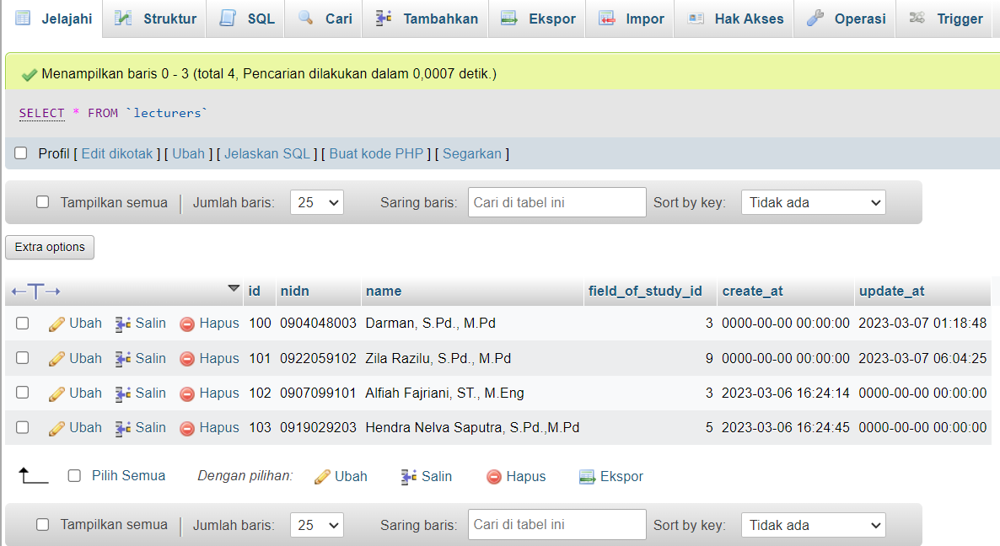 Jelajahi Struktur SQL Cari Tambahkan Ekspor Impor Hak Akses Operasi Trigger
Menampilkan baris 0 - 3 (total 4, Pencarian dilakukan dalam 0,0007 detik.)
SELECT * FROM `lecturers`
Profil [ Edit dikotak ] [ Ubah ] [ Jelaskan SQL ] [ Buat kode PHP ] [ Segarkan ]
Tampilkan semua | Jumlah baris: 25 Saring baris: Cari di tabel ini Sort by key: Tidak ada
Extra options
←T→ id nidn name field_of_study_id create_at update_at
Ubah Salin Hapus 100 0904048003 Darman, S.Pd., M.Pd 3 0000-00-00 00:00:00 2023-03-07 01:18:48
Ubah Salin Hapus 101 0922059102 Zila Razilu, S.Pd., M.Pd 9 0000-00-00 00:00:00 2023-03-07 06:04:25
Ubah Salin Hapus 102 0907099101 Alfiah Fajriani, ST., M.Eng 3 2023-03-06 16:24:14 0000-00-00 00:00:00
Ubah Salin Hapus 103 0919029203 Hendra Nelva Saputra, S.Pd.,M.Pd 5 2023-03-06 16:24:45 0000-00-00 00:00:00
Pilih Semua Dengan pilihan: Ubah Salin Hapus Ekspor
Tampilkan semua | Jumlah baris: 25 Saring baris: Cari di tabel ini Sort by key: Tidak ada